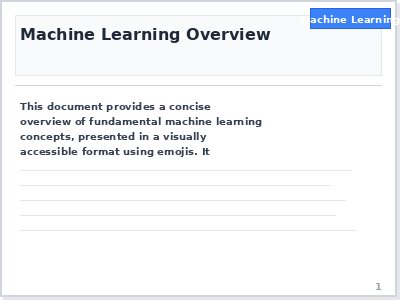 Machine Learning
Machine Learning Overview
This document provides a concise
overview of fundamental machine learning
concepts, presented in a visually
accessible format using emojis. It
1